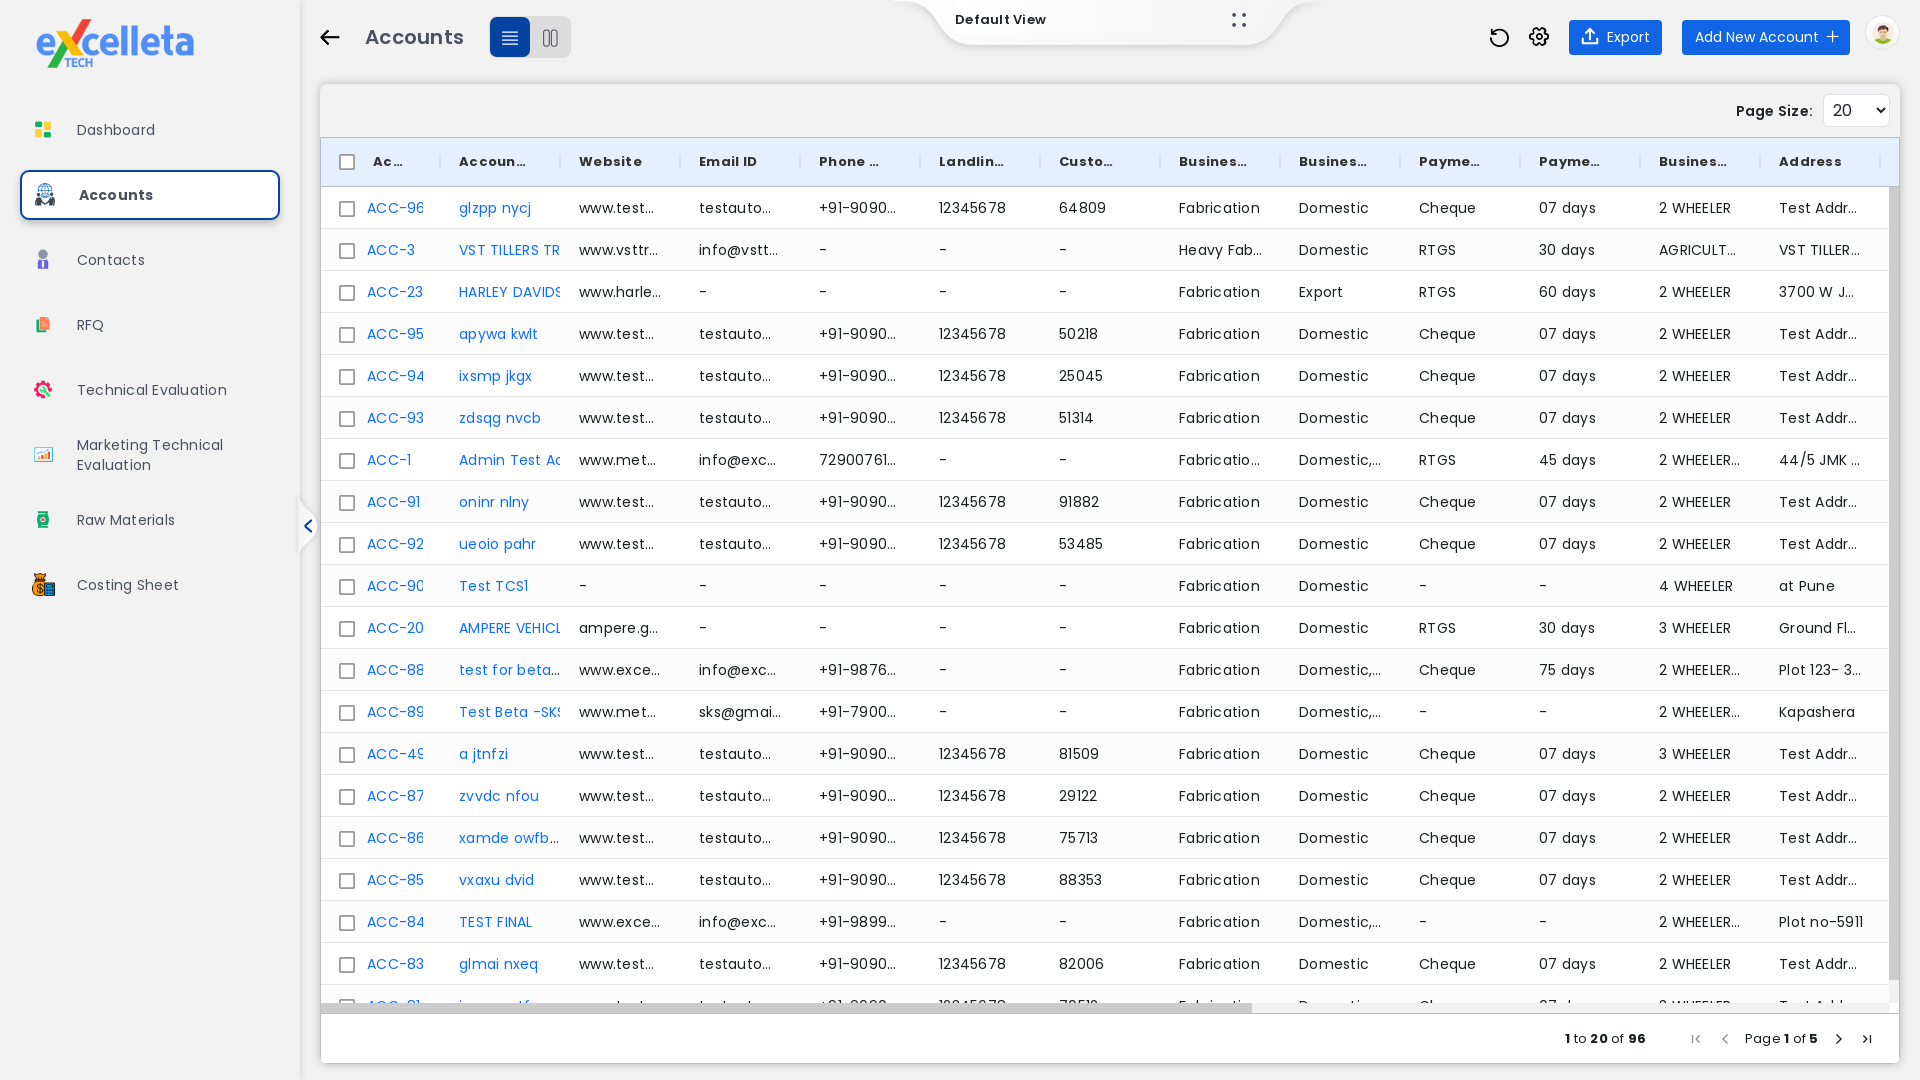 eXcelleta
TECH
Dashboard
Accounts
Contacts
RFQ
Technical Evaluation
Marketing Technical
Evaluation
Raw Materials
Costing Sheet
Accounts
Default View
Export
Add New Account
Page Size: 20
Ac... Accoun... Website Email ID Phone ... Landlin... Custo... Busines... Busines... Payme... Payme... Busines... Address
ACC-96 glzpp nycj www.test... testauto... +91-9090... 12345678 64809 Fabrication Domestic Cheque 07 days 2 WHEELER Test Addr...
ACC-3 VST TILLERS TR www.vsttr... info@vstt... - - - Heavy Fab... Domestic RTGS 30 days AGRICULT... VST TILLER...
ACC-23 HARLEY DAVIDS www.harle... - - - - Fabrication Export RTGS 60 days 2 WHEELER 3700 W J...
ACC-95 apywa kwlt www.test... testauto... +91-9090... 12345678 50218 Fabrication Domestic Cheque 07 days 2 WHEELER Test Addr...
ACC-94 ixsmp jkgx www.test... testauto... +91-9090... 12345678 25045 Fabrication Domestic Cheque 07 days 2 WHEELER Test Addr...
ACC-93 zdsqg nvcb www.test... testauto... +91-9090... 12345678 51314 Fabrication Domestic Cheque 07 days 2 WHEELER Test Addr...
ACC-1 Admin Test Ac www.met... info@exc... 72900761... - - Fabricatio... Domestic,... RTGS 45 days 2 WHEELER... 44/5 JMK ...
ACC-91 oninr nlny www.test... testauto... +91-9090... 12345678 91882 Fabrication Domestic Cheque 07 days 2 WHEELER Test Addr...
ACC-92 ueoio pahr www.test... testauto... +91-9090... 12345678 53485 Fabrication Domestic Cheque 07 days 2 WHEELER Test Addr...
ACC-90 Test TCS1 - - - - - Fabrication Domestic - - 4 WHEELER at Pune
ACC-20 AMPERE VEHICL ampere.g... - - - - Fabrication Domestic RTGS 30 days 3 WHEELER Ground Fl...
ACC-88 test for beta... www.exce... info@exc... +91-9876... - - Fabrication Domestic,... Cheque 75 days 2 WHEELER... Plot 123- 3...
ACC-89 Test Beta -SKS www.met... sks@gmai... +91-7900... - - Fabrication Domestic,... - - 2 WHEELER... Kapashera
ACC-49 a jtnfzi www.test... testauto... +91-9090... 12345678 81509 Fabrication Domestic Cheque 07 days 3 WHEELER Test Addr...
ACC-87 zvvdc nfou www.test... testauto... +91-9090... 12345678 29122 Fabrication Domestic Cheque 07 days 2 WHEELER Test Addr...
ACC-86 xamde owfb... www.test... testauto... +91-9090... 12345678 75713 Fabrication Domestic Cheque 07 days 2 WHEELER Test Addr...
ACC-85 vxaxu dvid www.test... testauto... +91-9090... 12345678 88353 Fabrication Domestic Cheque 07 days 2 WHEELER Test Addr...
ACC-84 TEST FINAL www.exce... info@exc... +91-9899... - - Fabrication Domestic,... - - 2 WHEELER... Plot no-5911
ACC-83 glmai nxeq www.test... testauto... +91-9090... 12345678 82006 Fabrication Domestic Cheque 07 days 2 WHEELER Test Addr...
1 to 20 of 96
Page 1 of 5